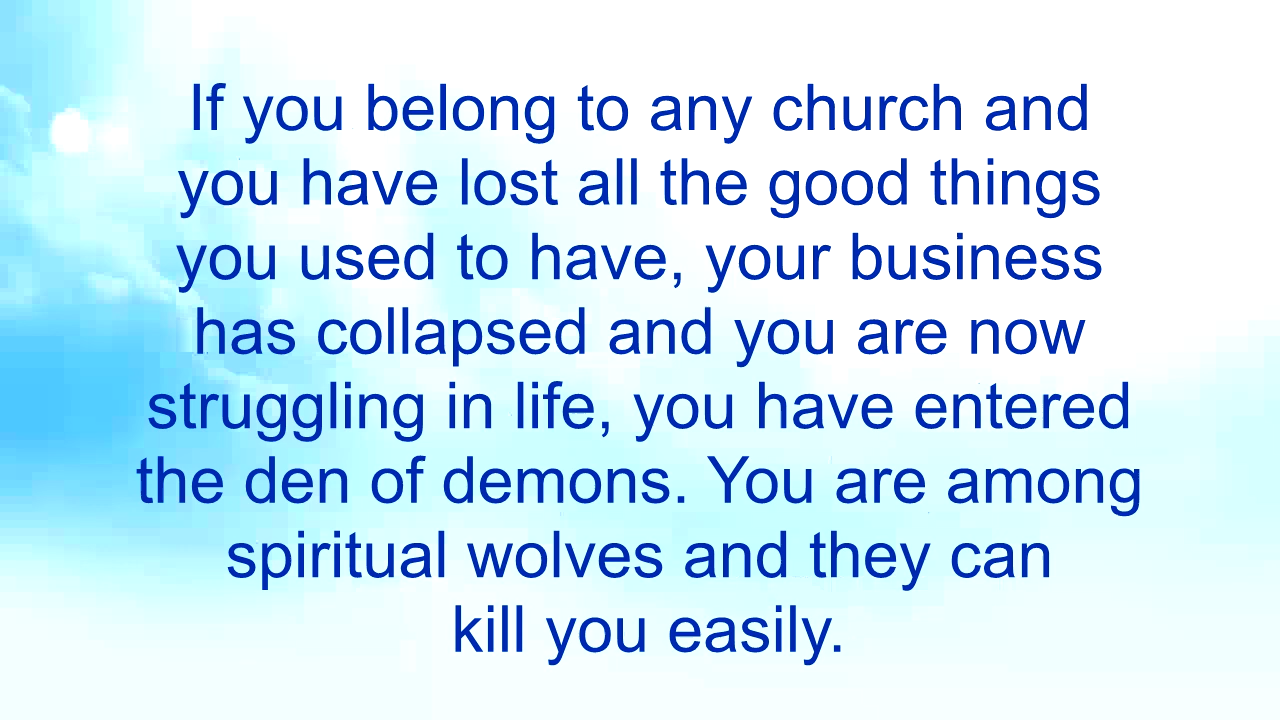 If you belong to any church and
you have lost all the good things
you used to have, your business
has collapsed and you are now
struggling in life, you have entered
the den of demons. You are among
spiritual wolves and they can
kill you easily.